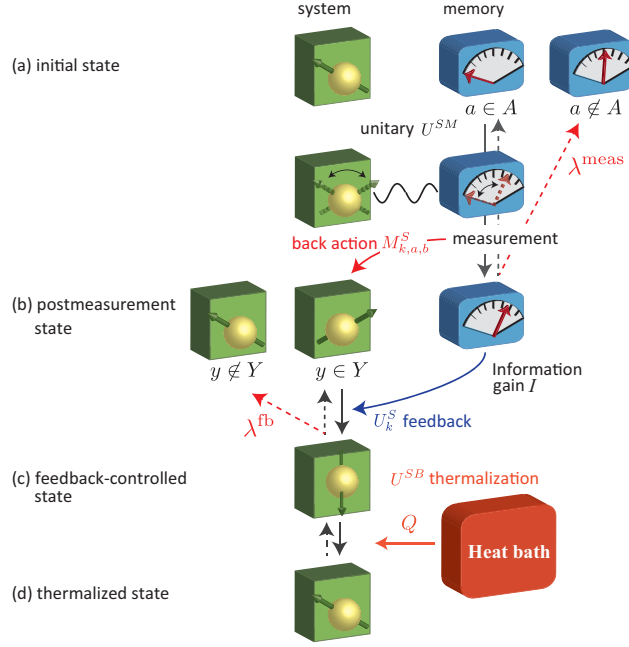 system
memory
(a) initial state
a ∈ A
a ∉ A
unitary U^{SM}
λ^{meas}
back action M^S_{k,a,b}
measurement
(b) postmeasurement
state
y ∉ Y
y ∈ Y
Information
gain I
λ^{fb}
U^S_k feedback
(c) feedback-controlled
state
U^{SB} thermalization
Q
Heat bath
(d) thermalized state